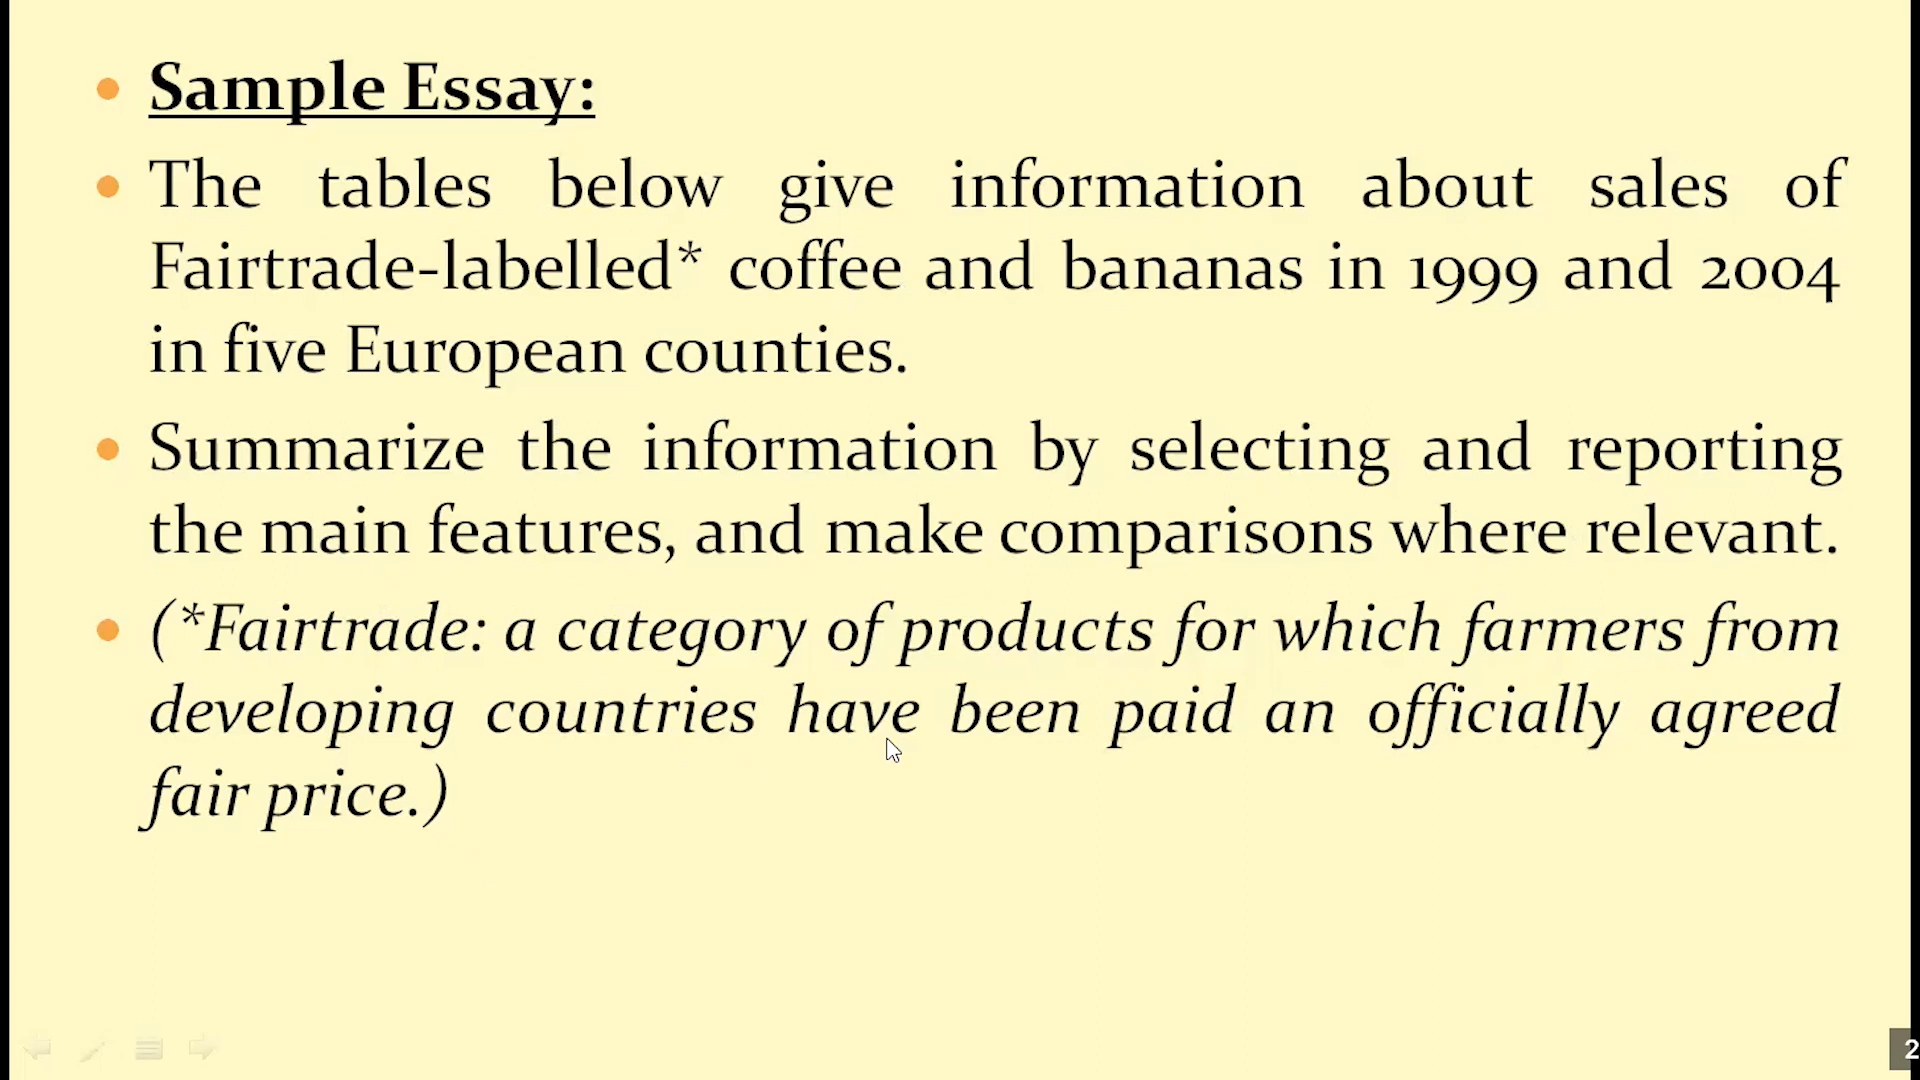 Sample Essay:
The tables below give information about sales of
Fairtrade-labelled* coffee and bananas in 1999 and 2004
in five European counties.
Summarize the information by selecting and reporting
the main features, and make comparisons where relevant.
(*Fairtrade: a category of products for which farmers from
developing countries have been paid an officially agreed
fair price.)
2